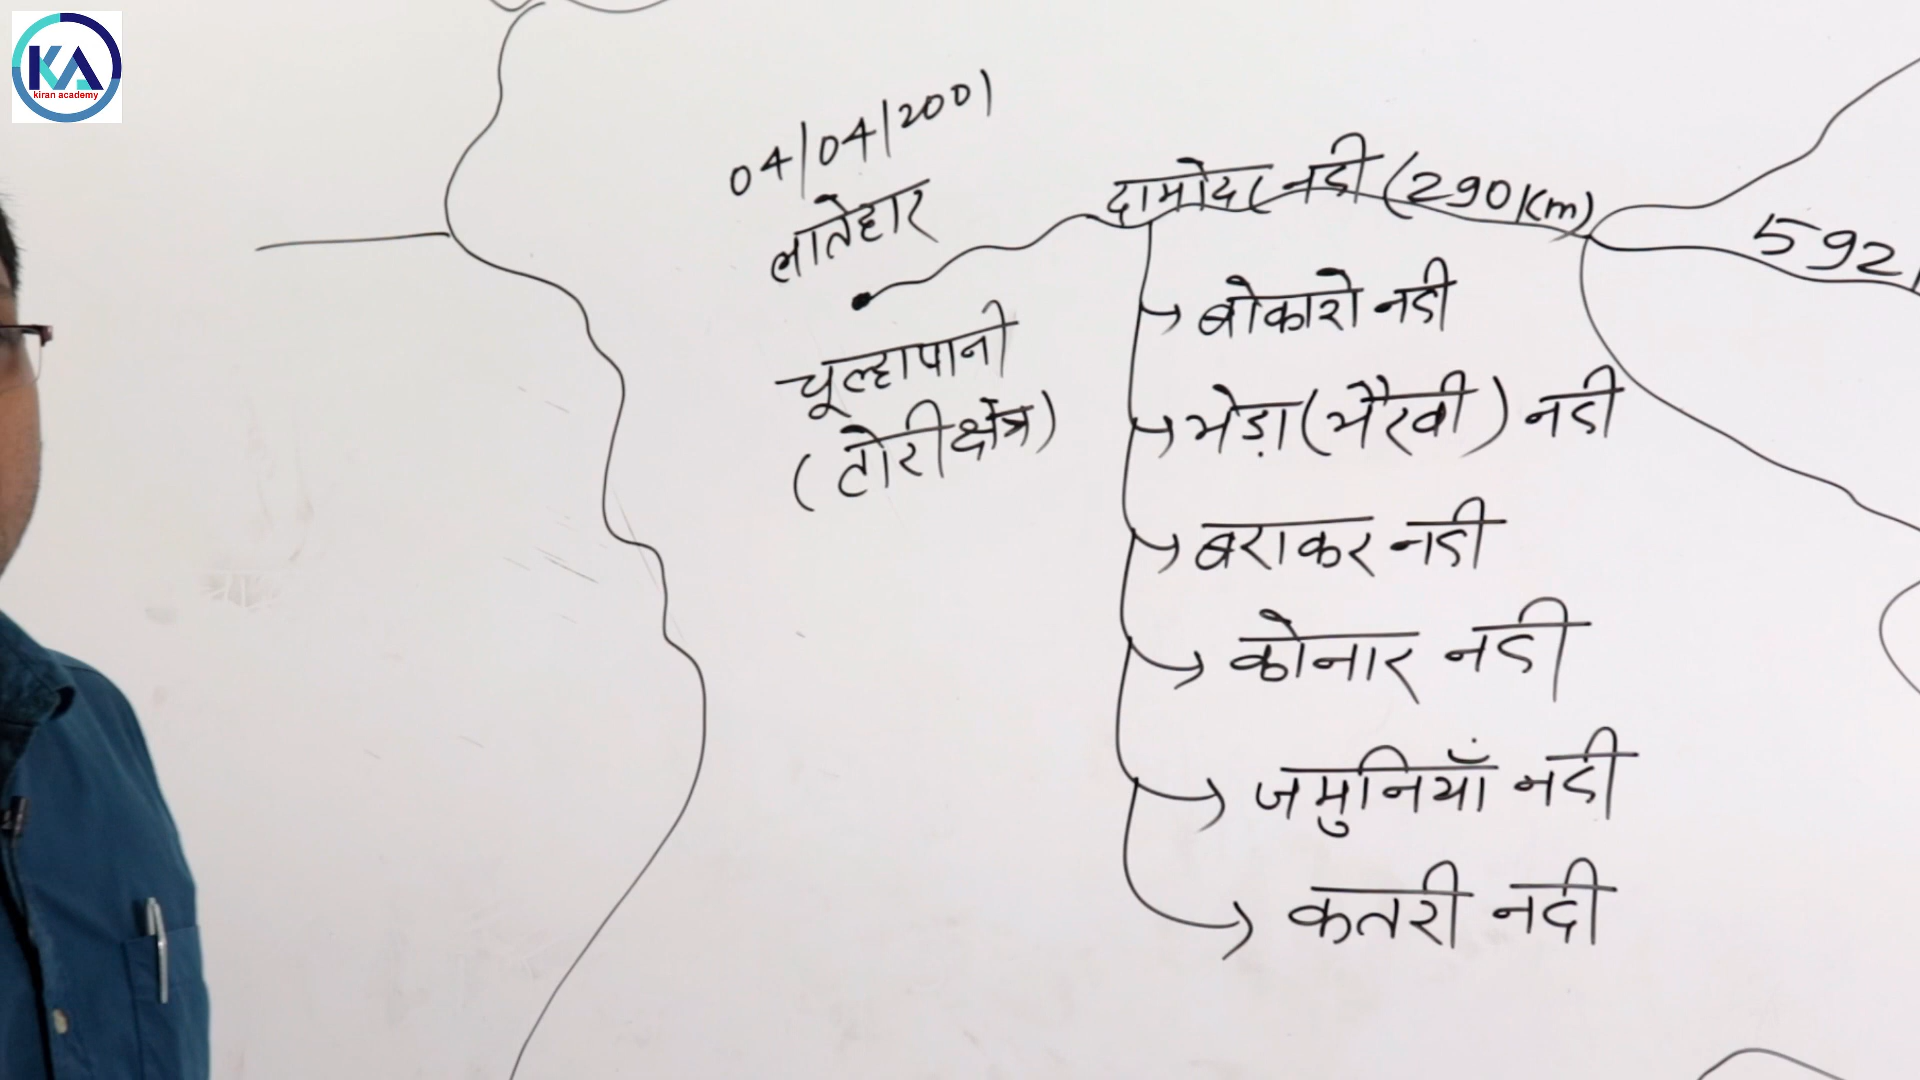 KA
kiran academy
04/04/2001
लातेहार
चूल्हापानी
(टोरी क्षेत्र)
दामोदर नदी (290 Km)
592
→ बोकारो नदी
→ भेड़ा (भैरवी) नदी
→ बराकर नदी
→ कोनार नदी
→ जमुनियाँ नदी
→ कतरी नदी